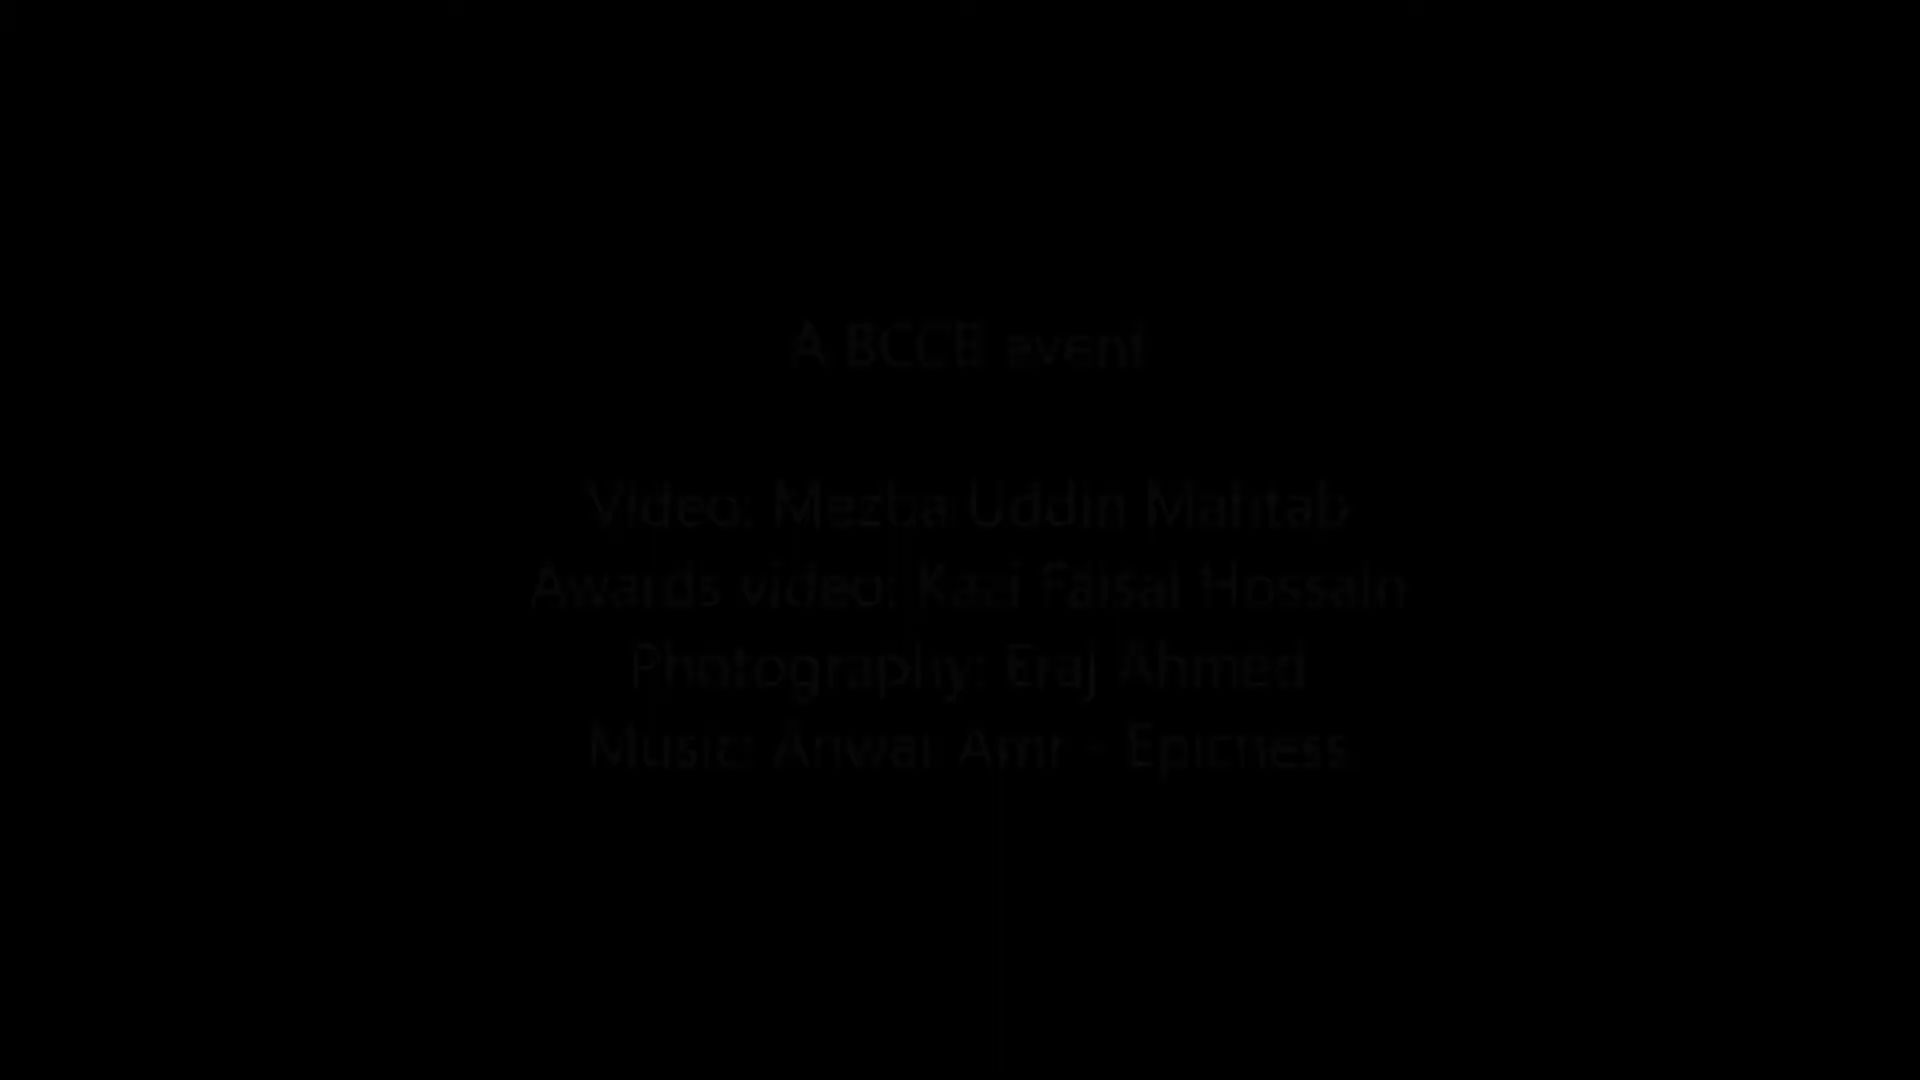 A BCCB event
Video: Mezba Uddin Mahtab
Awards video: Kazi Faisal Hossain
Photography: Eraj Ahmed
Music: Anwar Amr - Epicness